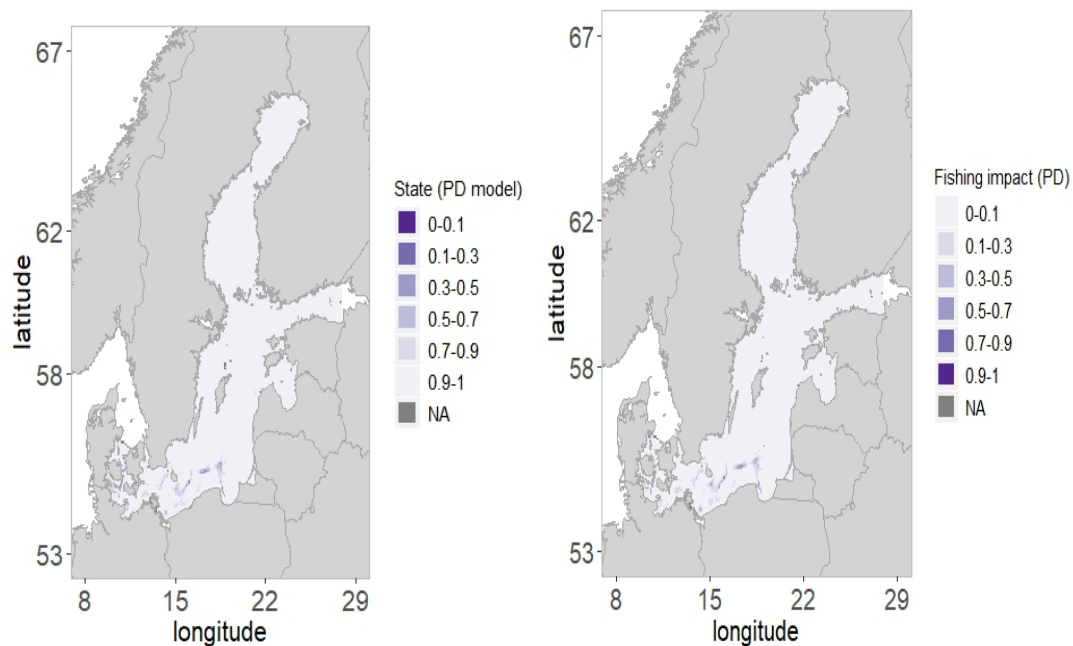 67
62
58
53
latitude
8 15 22 29
longitude
State (PD model)
0-0.1
0.1-0.3
0.3-0.5
0.5-0.7
0.7-0.9
0.9-1
NA
67
62
58
53
latitude
8 15 22 29
longitude
Fishing impact (PD)
0-0.1
0.1-0.3
0.3-0.5
0.5-0.7
0.7-0.9
0.9-1
NA